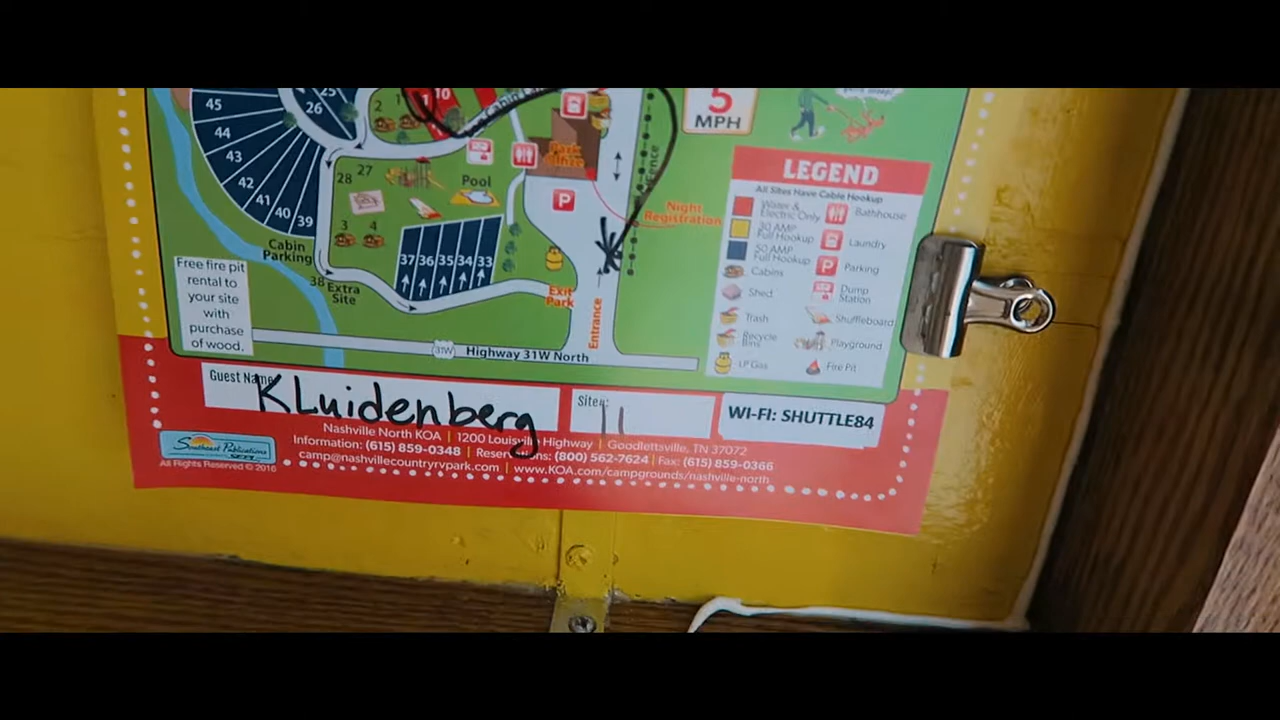 45
44
43
42
41
40
39
25
26
2
1
1
10
Cabin
28
27
Pool
3
4
Park
Office
P
Fence
5
MPH
Night
Registration
Cabin
Parking
37 36 35 34 33
38 Extra
Site
Exit
Park
Entrance
Free fire pit
rental to
your site
with
purchase
of wood.
31W
Highway 31W North
LEGEND
All Sites Have Cable Hookup
Water &
Electric Only
30 AMP
Full Hookup
50 AMP
Full Hookup
Cabins
Shed
Trash
Recycle
Bins
LP Gas
Bathhouse
Laundry
P Parking
Dump
Station
Shuffleboard
Playground
Fire Pit
Guest Name
KLuidenberg
Site#:
11
WI-FI: SHUTTLE84
Nashville North KOA | 1200 Louisville Highway | Goodlettsville, TN 37072
Information: (615) 859-0348 | Reservations: (800) 562-7624 | Fax: (615) 859-0366
camp@nashvillecountryrvpark.com | www.KOA.com/campgrounds/nashville-north
Southeast Publications
All Rights Reserved © 2016